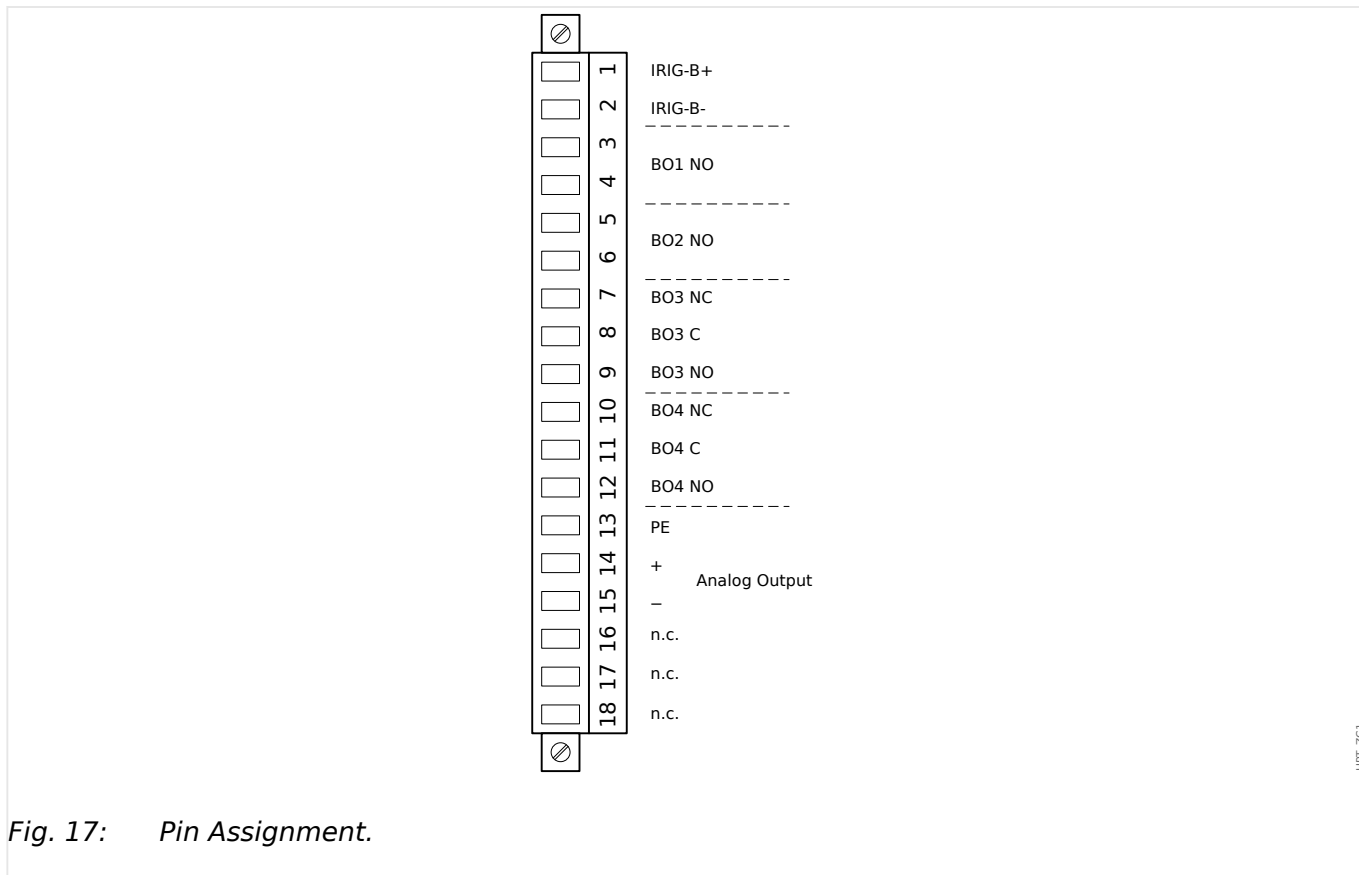 1 IRIG-B+
2 IRIG-B-
3
BO1 NO
4
5
BO2 NO
6
7 BO3 NC
8 BO3 C
9 BO3 NO
10 BO4 NC
11 BO4 C
12 BO4 NO
13 PE
14 +
Analog Output
15 −
16 n.c.
17 n.c.
18 n.c.
Fig. 17: Pin Assignment.